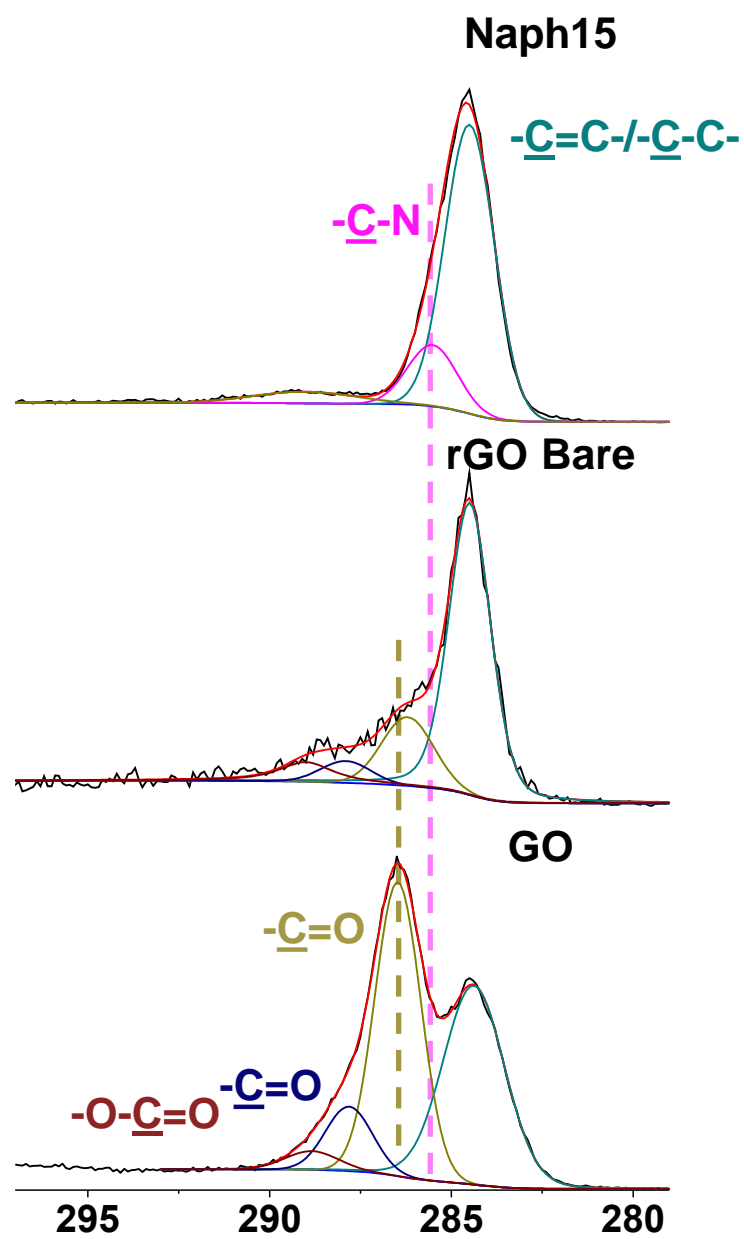 Naph15
-C=C-/-C-C-
-C-N
rGO Bare
GO
-C=O
-C=O
-O-C=O
295 290 285 280